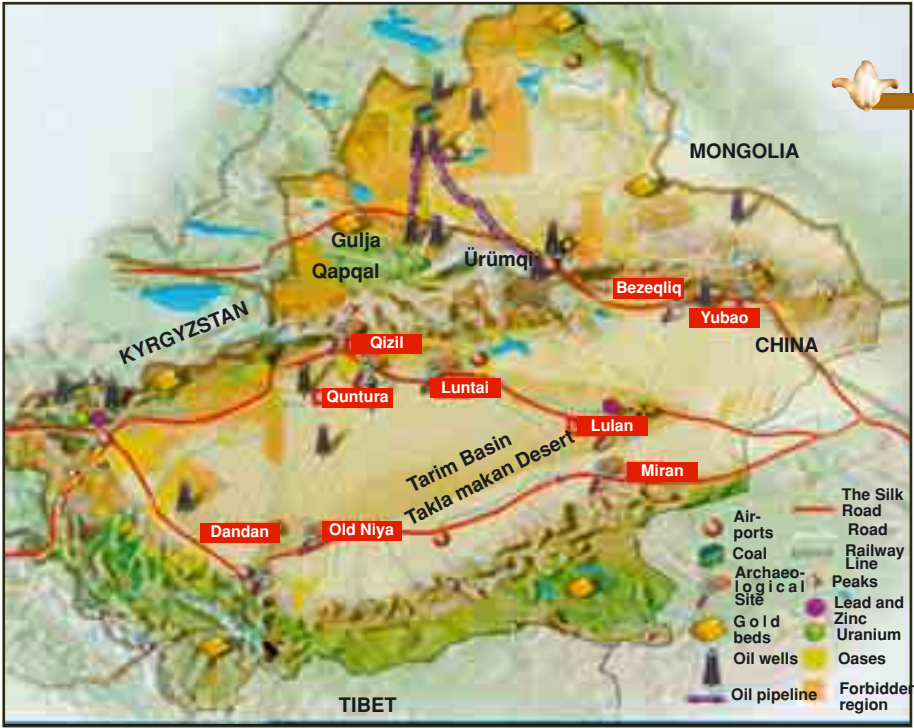 MONGOLIA
Gulja
Qapqal
Ürümqi
Bezeqliq
Yubao
KYRGYZSTAN
CHINA
Qizil
Quntura
Luntai
Lulan
Tarim Basin
Takla makan Desert
Miran
Dandan
Old Niya
TIBET
Air-
ports
Coal
Archaeo-
logical
Site
Gold
beds
Oil wells
Oil pipeline
The Silk
Road
Road
Railway
Line
Peaks
Lead and
Zinc
Uranium
Oases
Forbidder
region